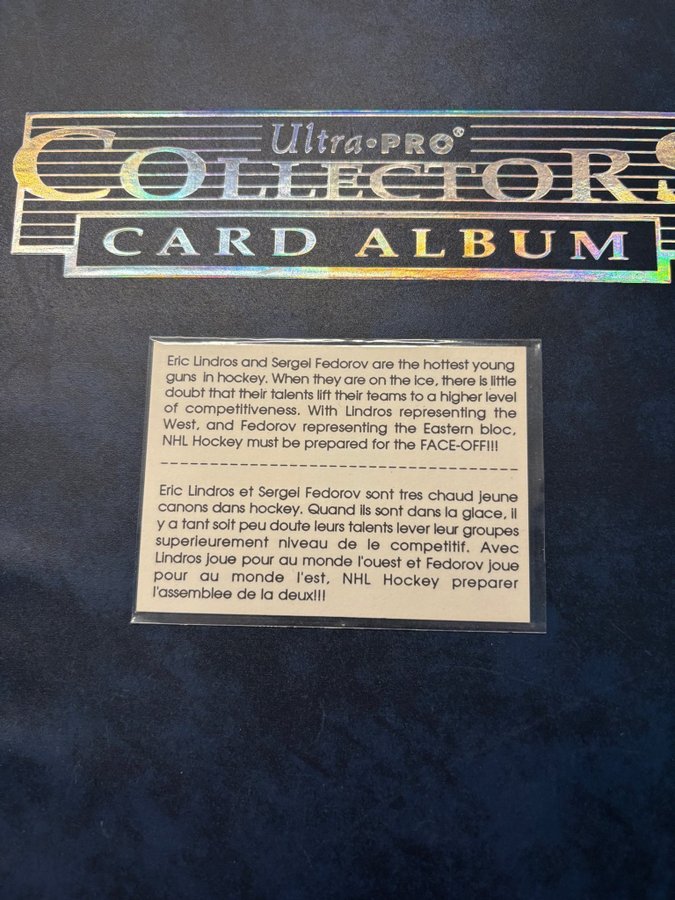 Ultra•PRO®
COLLECTORS
CARD ALBUM
Eric Lindros and Sergei Fedorov are the hottest young
guns in hockey. When they are on the ice, there is little
doubt that their talents lift their teams to a higher level
of competitiveness. With Lindros representing the
West, and Fedorov representing the Eastern bloc,
NHL Hockey must be prepared for the FACE-OFF!!!
Eric Lindros et Sergei Fedorov sont tres chaud jeune
canons dans hockey. Quand ils sont dans la glace, il
y a tant soit peu doute leurs talents lever leur groupes
superieurement niveau de le competitif. Avec
Lindros joue pour au monde l'ouest et Fedorov joue
pour au monde l'est, NHL Hockey preparer
l'assemblee de la deux!!!